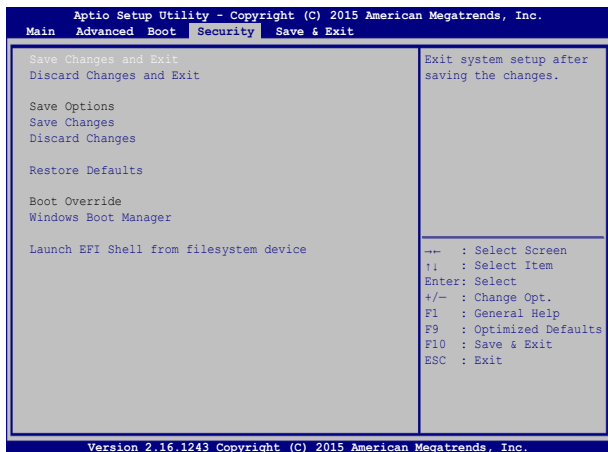 Aptio Setup Utility - Copyright (C) 2015 American Megatrends, Inc.
Main Advanced Boot Security Save & Exit
Save Changes and Exit
Discard Changes and Exit
Save Options
Save Changes
Discard Changes
Restore Defaults
Boot Override
Windows Boot Manager
Launch EFI Shell from filesystem device
Exit system setup after
saving the changes.
→← : Select Screen
↑↓ : Select Item
Enter: Select
+/— : Change Opt.
F1 : General Help
F9 : Optimized Defaults
F10 : Save & Exit
ESC : Exit
Version 2.16.1243 Copyright (C) 2015 American Megatrends, Inc.